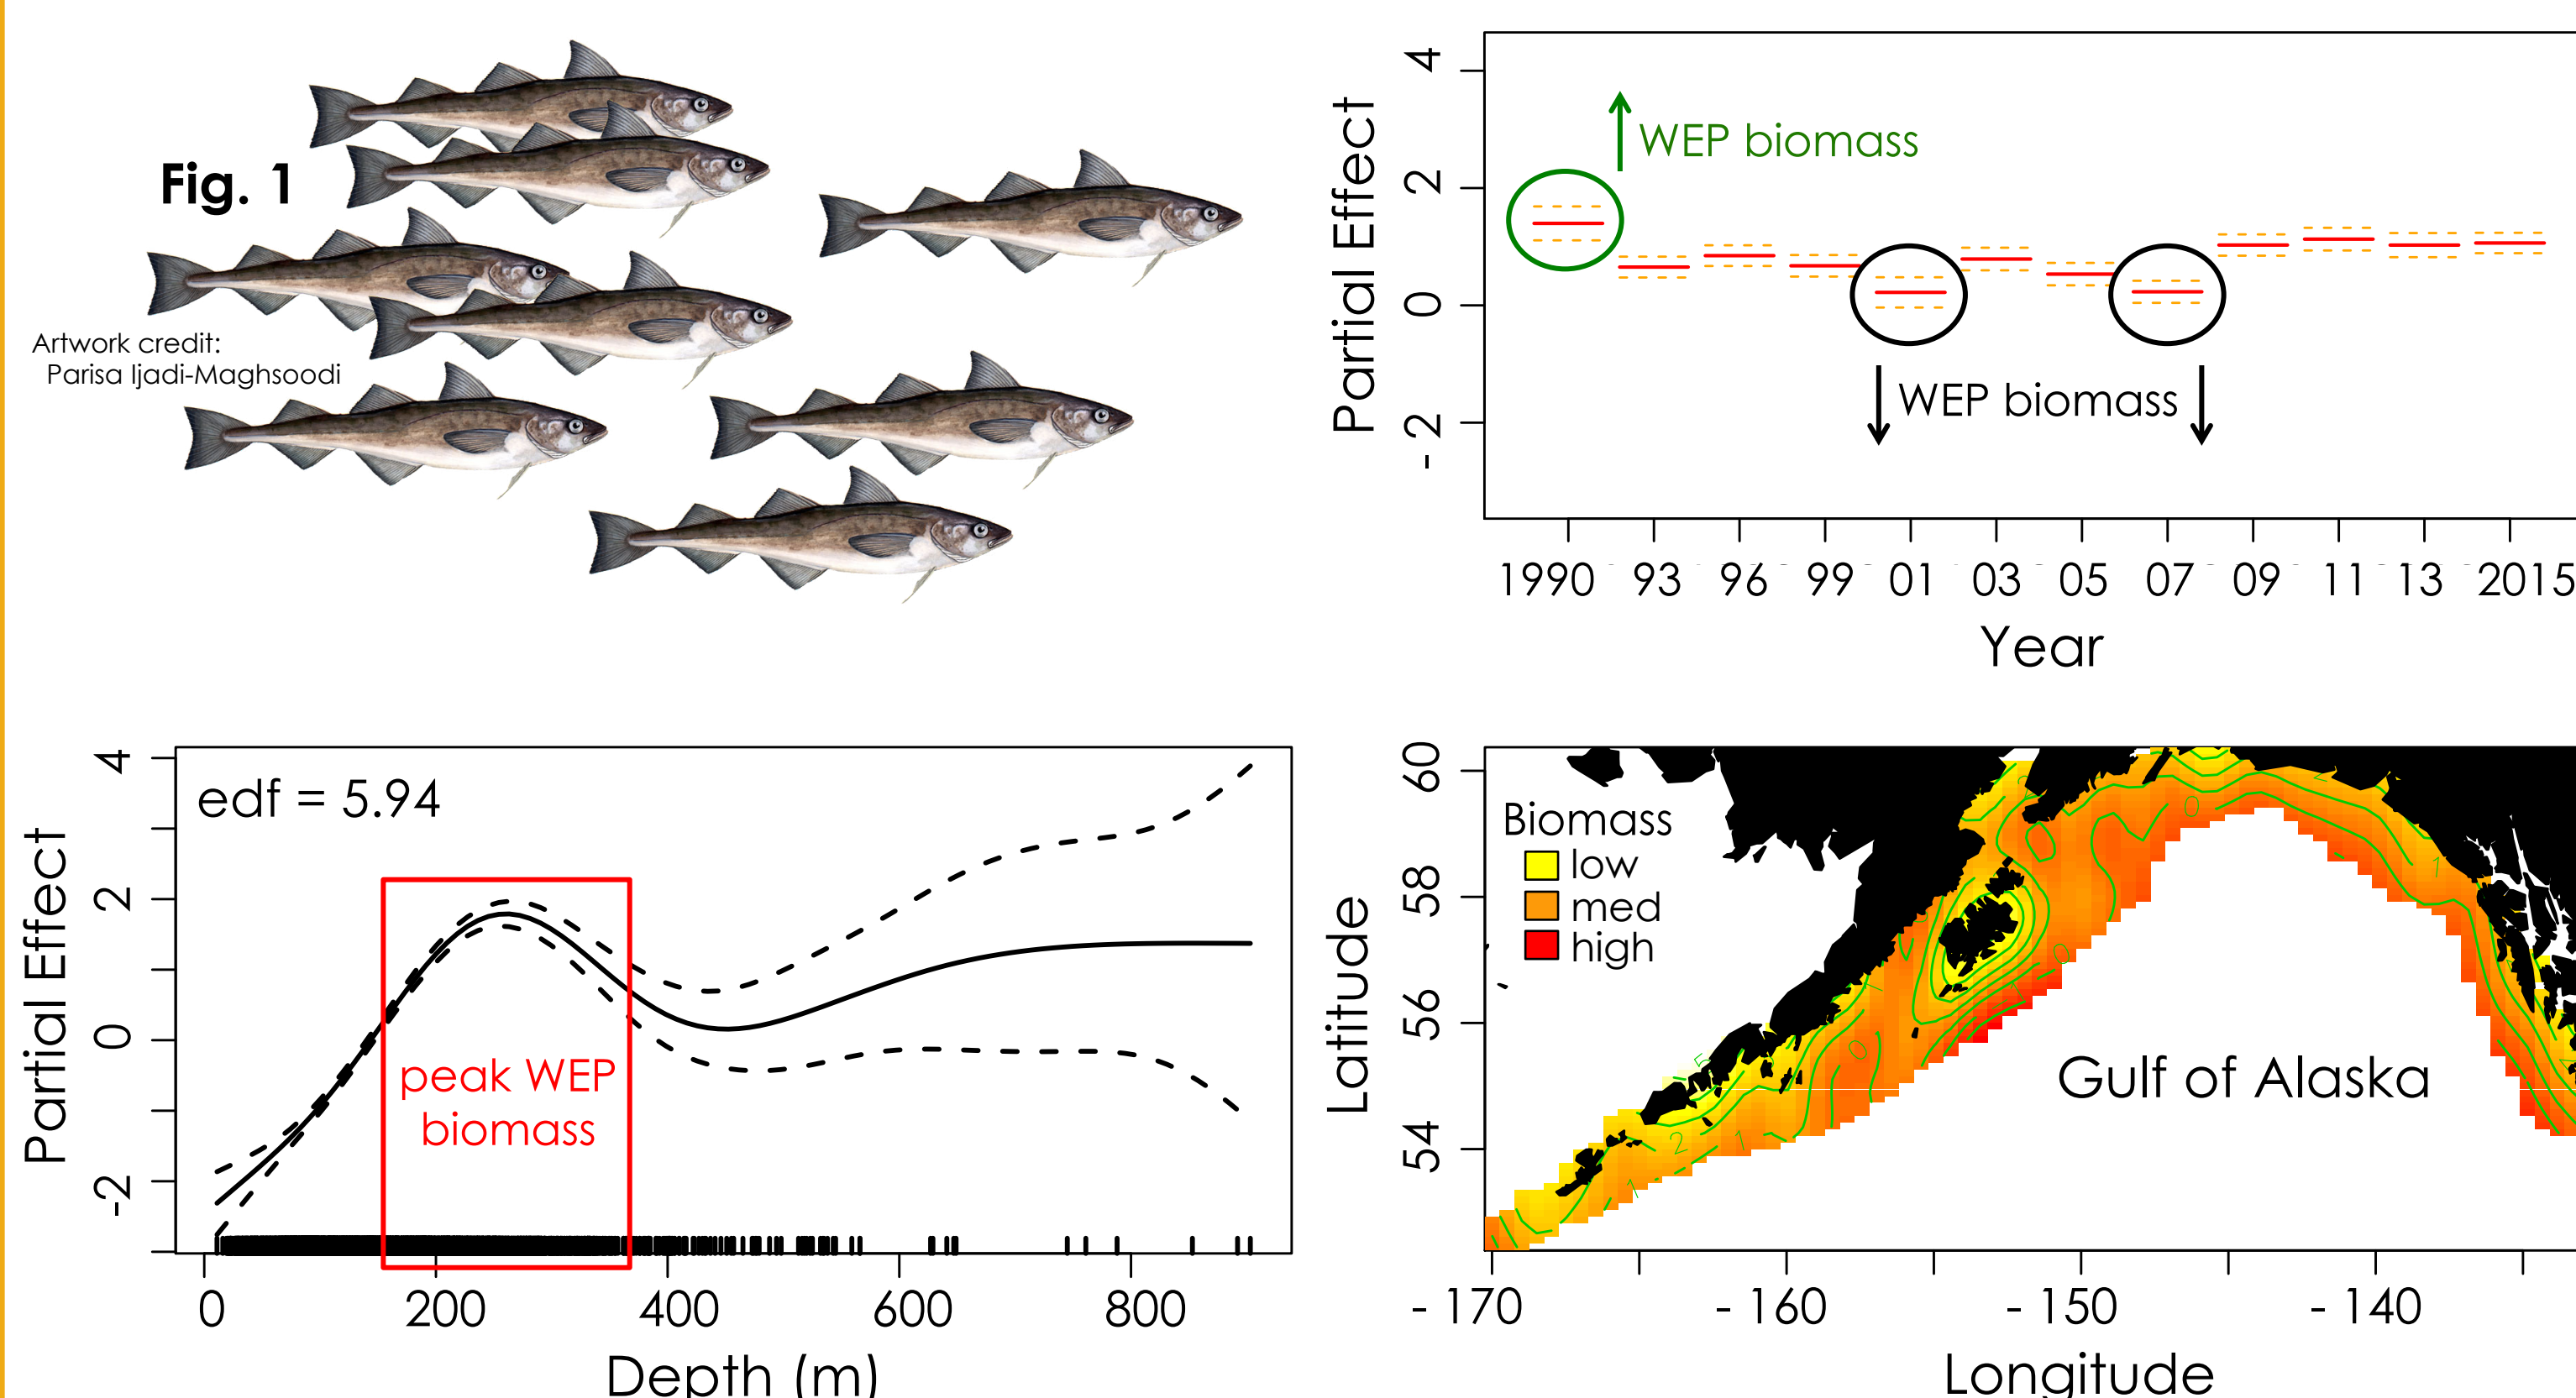 Fig. 1
Artwork credit:
Parisa Ijadi-Maghsoodi
Partial Effect
4
2
0
-2
WEP biomass
WEP biomass
1990 93 96 99 01 03 05 07 09 11 13 2015
Year
Partial Effect
4
2
0
-2
edf = 5.94
peak WEP
biomass
0 200 400 600 800
Depth (m)
Latitude
60
58
56
54
Biomass
low
med
high
Gulf of Alaska
-170 -160 -150 -140
Longitude